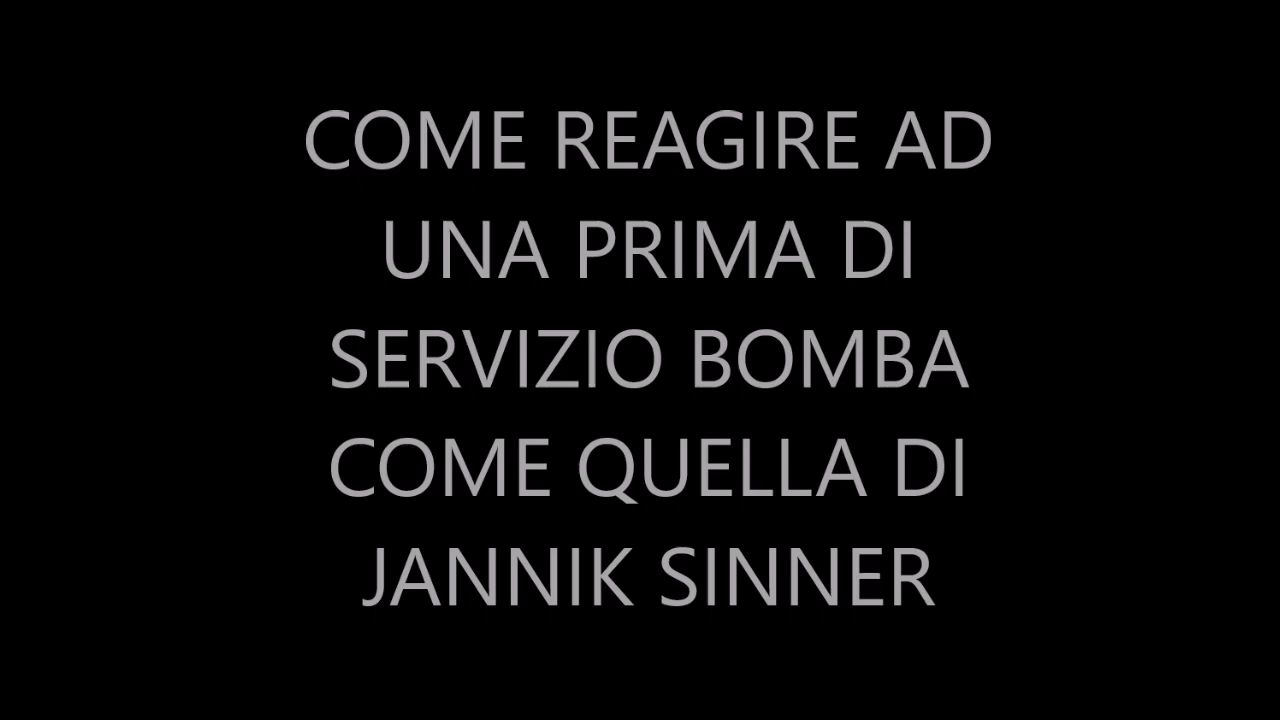 COME REAGIRE AD
UNA PRIMA DI
SERVIZIO BOMBA
COME QUELLA DI
JANNIK SINNER